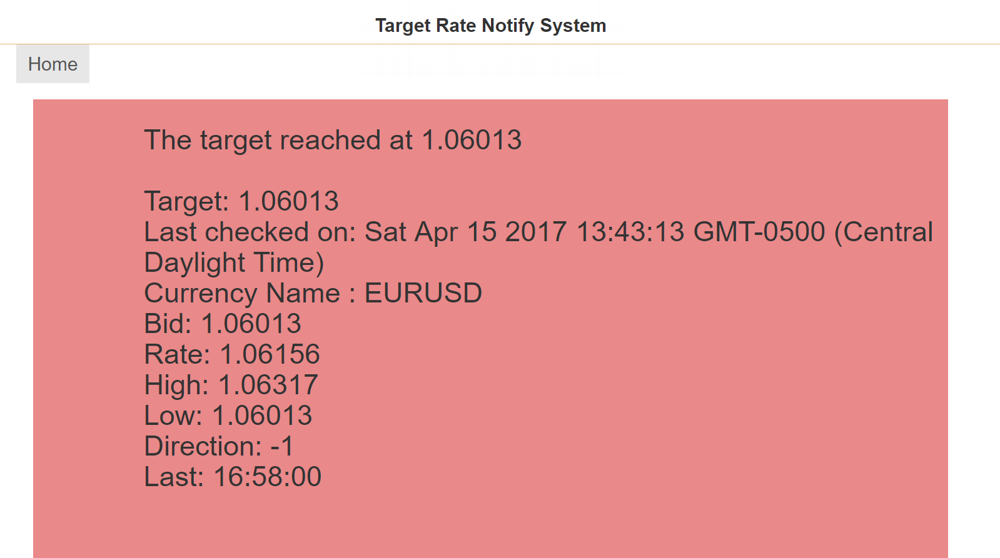 Target Rate Notify System
Home
The target reached at 1.06013
Target: 1.06013
Last checked on: Sat Apr 15 2017 13:43:13 GMT-0500 (Central
Daylight Time)
Currency Name : EURUSD
Bid: 1.06013
Rate: 1.06156
High: 1.06317
Low: 1.06013
Direction: -1
Last: 16:58:00